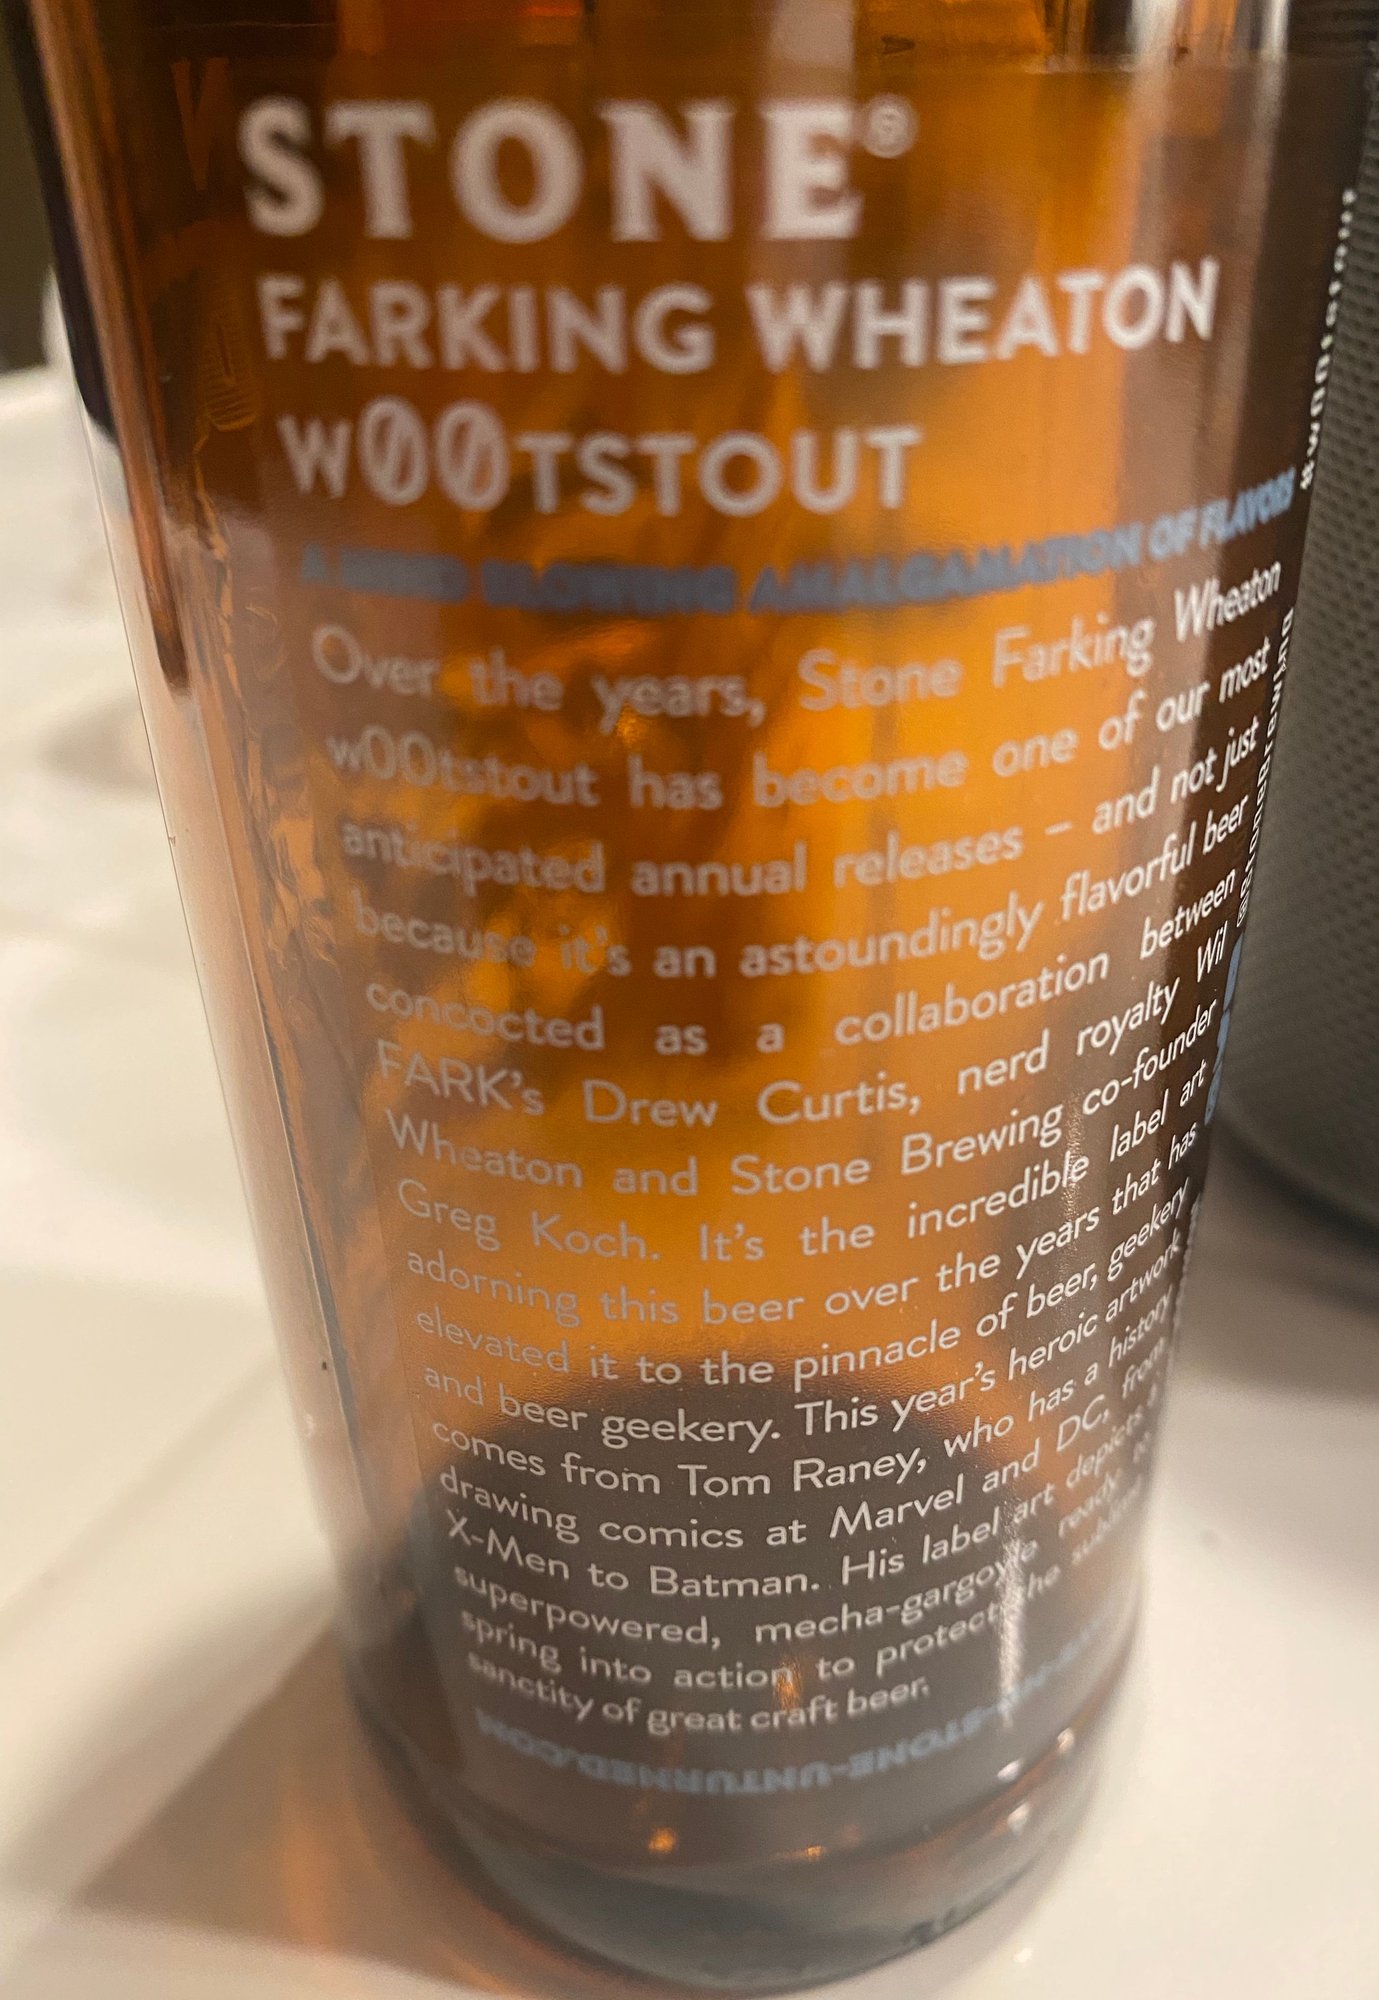 STONE®
FARKING WHEATON
W00TSTOUT
A MIND BLOWING AMALGAMATION OF FLAVORS
Over the years, Stone Farking Wheaton
w00tstout has become one of our most
anticipated annual releases – and not just
because it's an astoundingly flavorful beer
concocted as a collaboration between
FARK's Drew Curtis, nerd royalty Wil
Wheaton and Stone Brewing co-founder
Greg Koch. It's the incredible label art
adorning this beer over the years that has
elevated it to the pinnacle of beer, geekery
and beer geekery. This year's heroic artwork
comes from Tom Raney, who has a history
drawing comics at Marvel and DC, from
X-Men to Batman. His label art depicts a
superpowered, mecha-gargoyle ready to
spring into action to protect the sublime
sanctity of great craft beer.
-STONE-UNTURNED.COM
#w00tstout
@stonebrewing